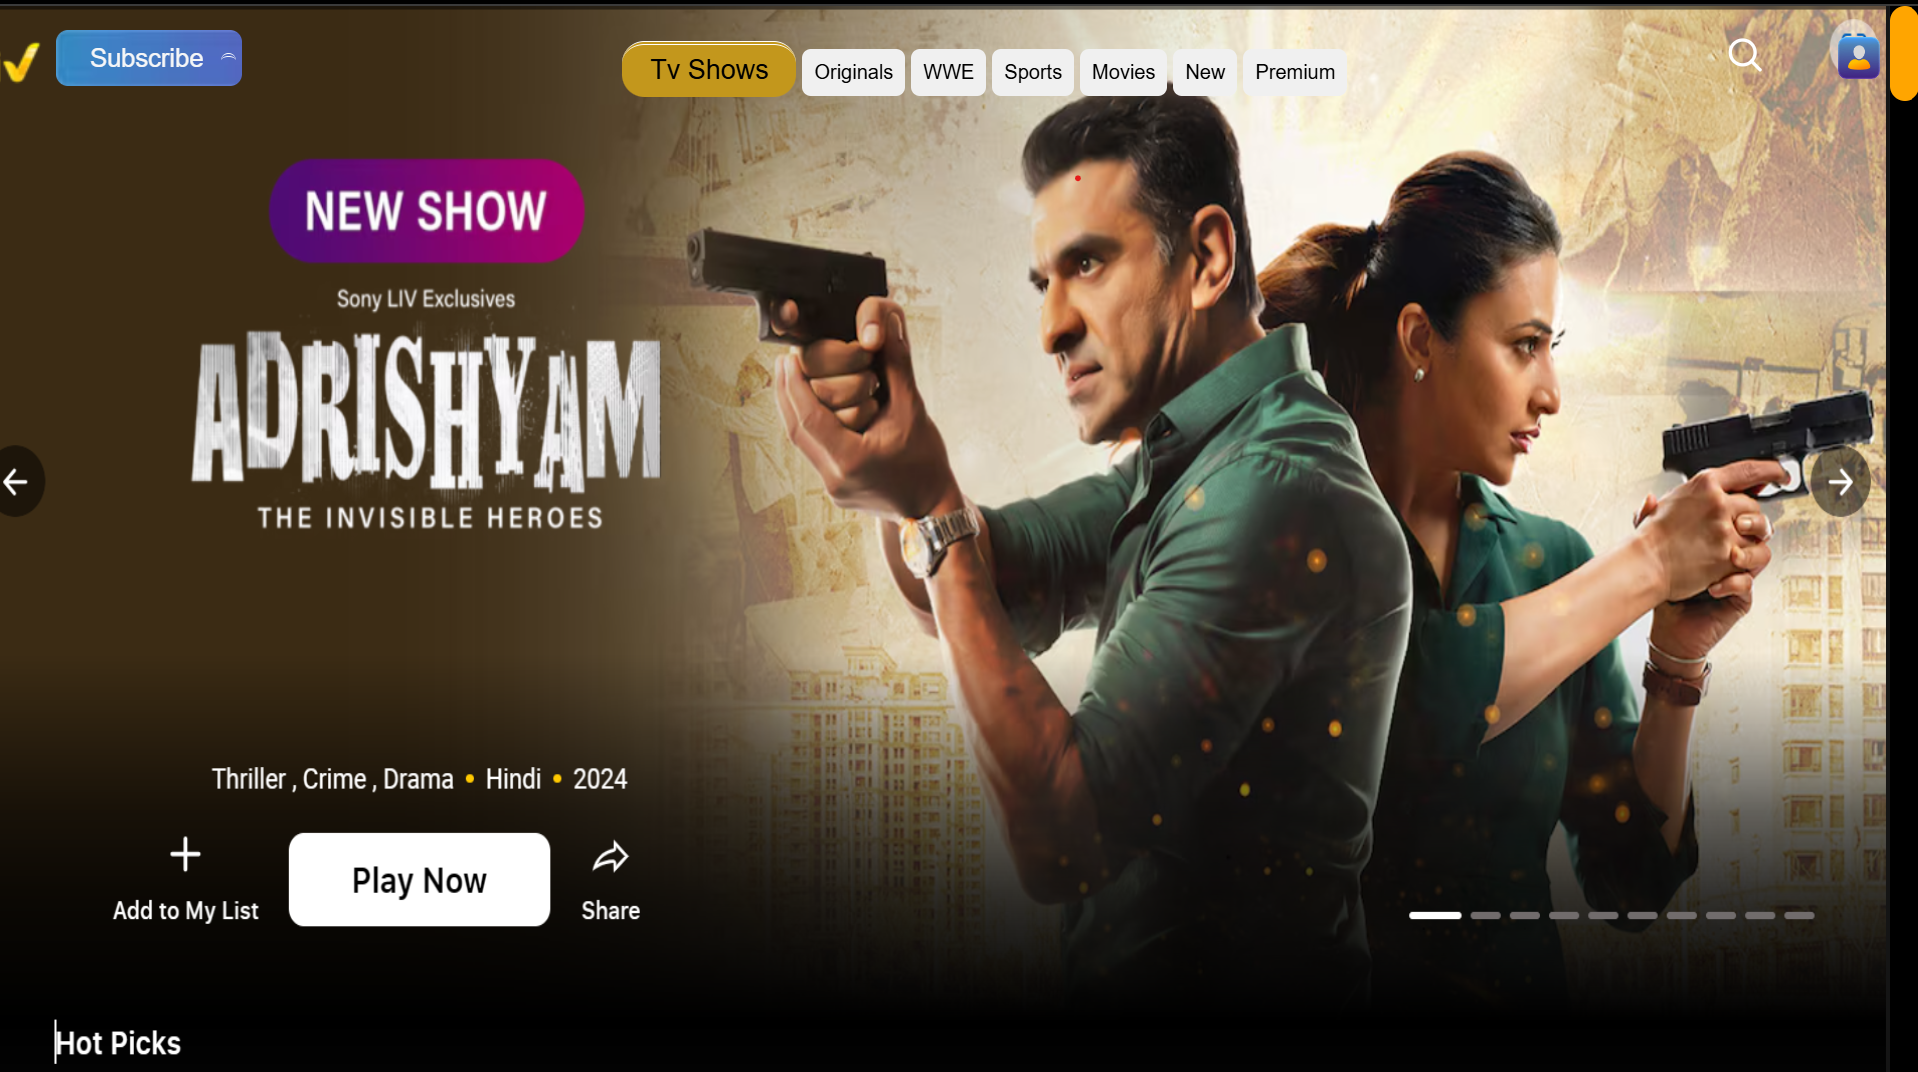 Subscribe
Tv Shows
Originals
WWE
Sports
Movies
New
Premium
NEW SHOW
Sony LIV Exclusives
ADRISHYAM
THE INVISIBLE HEROES
Thriller , Crime , Drama • Hindi • 2024
Add to My List
Play Now
Share
Hot Picks